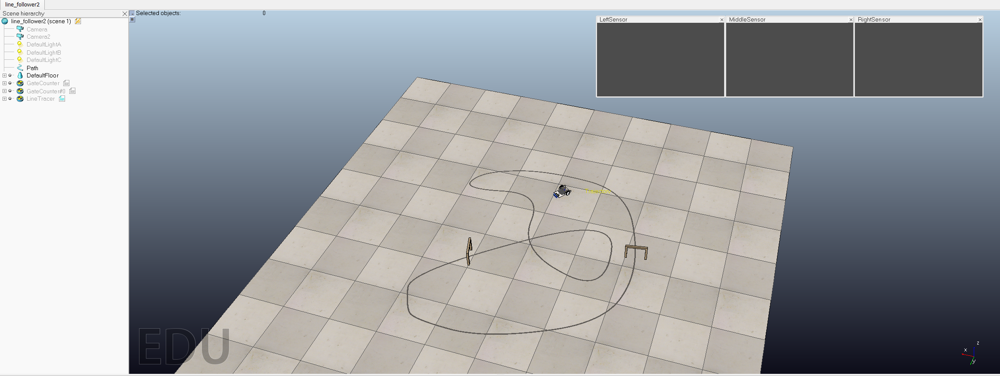 line_follower2
Scene hierarchy
line_follower2 (scene 1)
Camera
Camera2
DefaultLightA
DefaultLightB
DefaultLightC
Path
DefaultFloor
GateCounter
GateCounter#0
LineTracer
Selected objects: 0
LeftSensor
MiddleSensor
RightSensor
EDU
z
x
y